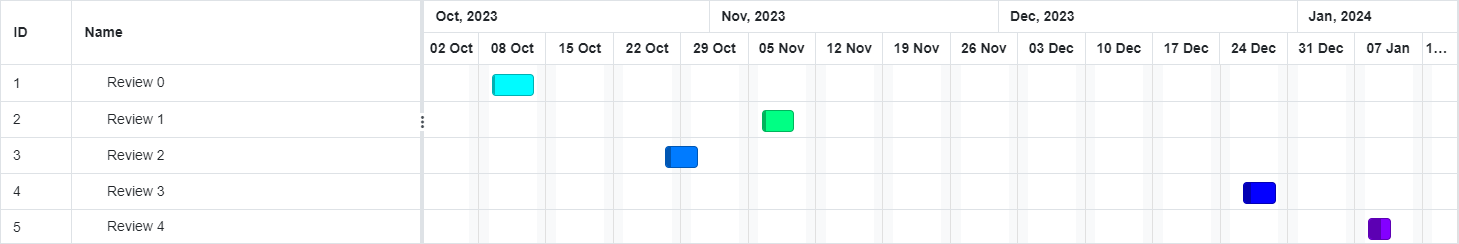 ID Name Oct, 2023 Nov, 2023 Dec, 2023 Jan, 2024
02 Oct 08 Oct 15 Oct 22 Oct 29 Oct 05 Nov 12 Nov 19 Nov 26 Nov 03 Dec 10 Dec 17 Dec 24 Dec 31 Dec 07 Jan 1...
1 Review 0
2 Review 1
3 Review 2
4 Review 3
5 Review 4